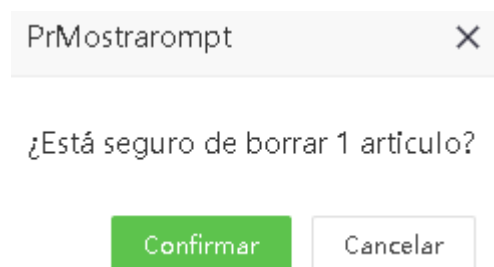 PrMostrarompt
¿Está seguro de borrar 1 articulo?
Confirmar Cancelar